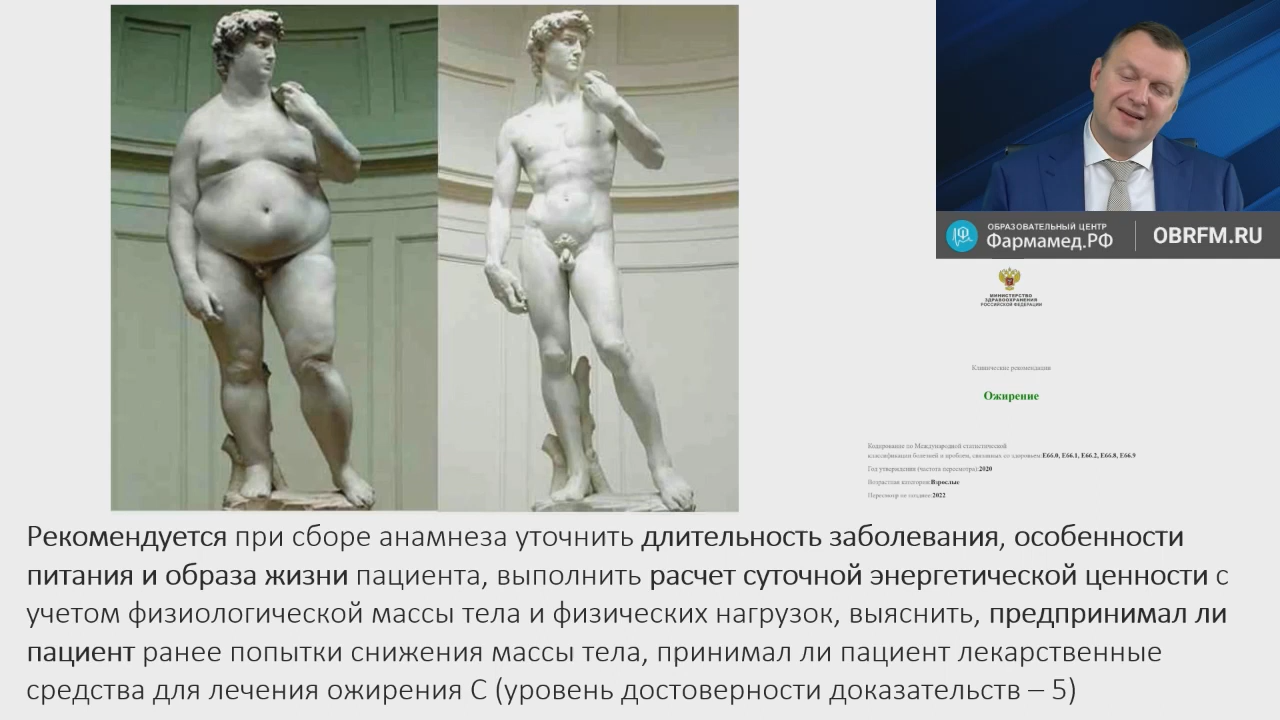 ОБРАЗОВАТЕЛЬНЫЙ ЦЕНТР
Фармамед.РФ
OBRFM.RU
МИНИСТЕРСТВО
ЗДРАВООХРАНЕНИЯ
РОССИЙСКОЙ ФЕДЕРАЦИИ
Клинические рекомендации
Ожирение
Кодирование по Международной статистической
классификации болезней и проблем, связанных со здоровьем:E66.0, E66.1, E66.2, E66.8, E66.9
Год утверждения (частота пересмотра):2020
Возрастная категория:Взрослые
Пересмотр не позднее:2022
Рекомендуется при сборе анамнеза уточнить длительность заболевания, особенности
питания и образа жизни пациента, выполнить расчет суточной энергетической ценности с
учетом физиологической массы тела и физических нагрузок, выяснить, предпринимал ли
пациент ранее попытки снижения массы тела, принимал ли пациент лекарственные
средства для лечения ожирения С (уровень достоверности доказательств – 5)